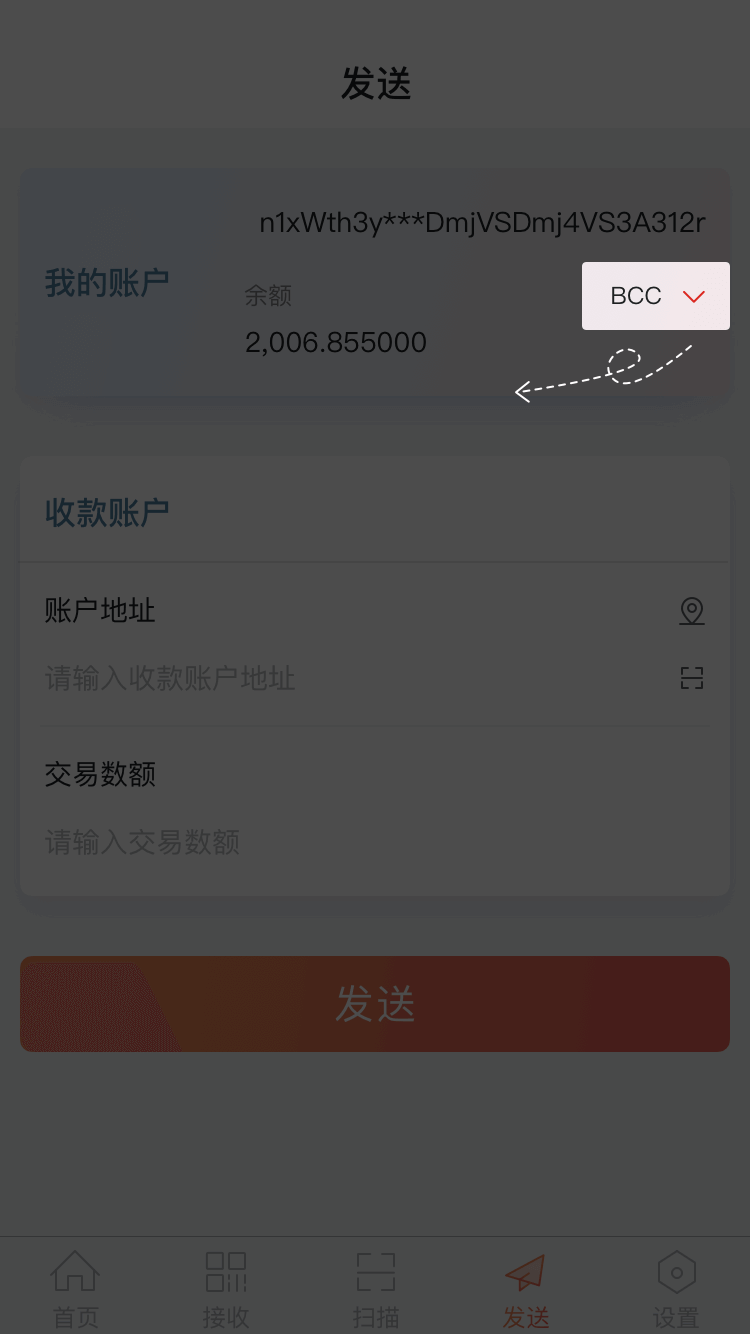 发送
n1xWth3y***DmjVSDmj4VS3A312r
我的账户
余额
BCC
2,006.855000
收款账户
账户地址
请输入收款账户地址
交易数额
请输入交易数额
发送
首页 接收 扫描 发送 设置